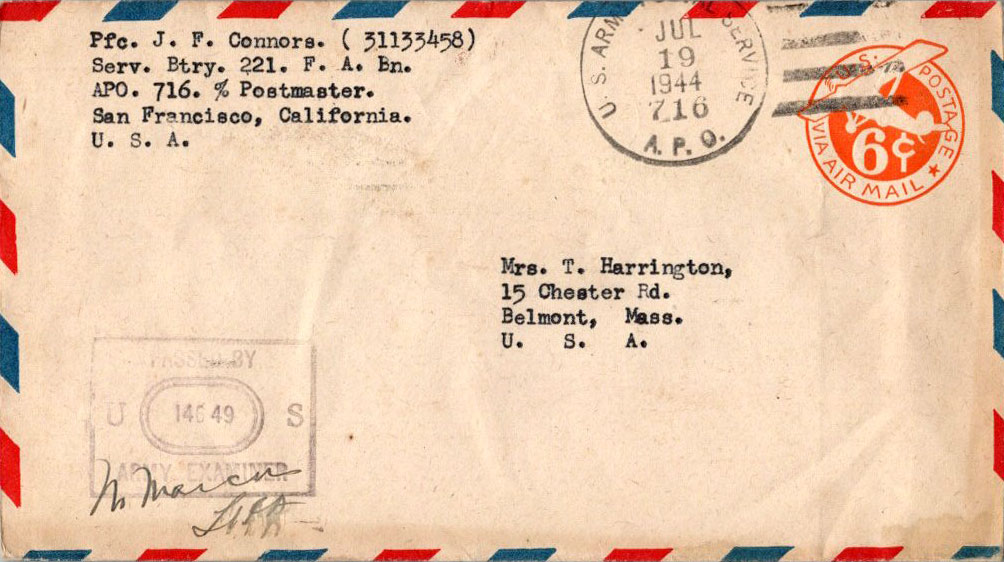 Pfc. J. F. Connors. ( 31133458)
Serv. Btry. 221. F. A. Bn.
APO. 716. % Postmaster.
San Francisco, California.
U. S. A.
JUL
19
1944
716
A. P. O.
U. S.
POSTAGE
6¢
VIA AIR MAIL
Mrs. T. Harrington,
15 Chester Rd.
Belmont, Mass.
U. S. A.
PASSED BY
U S
ARMY EXAMINER